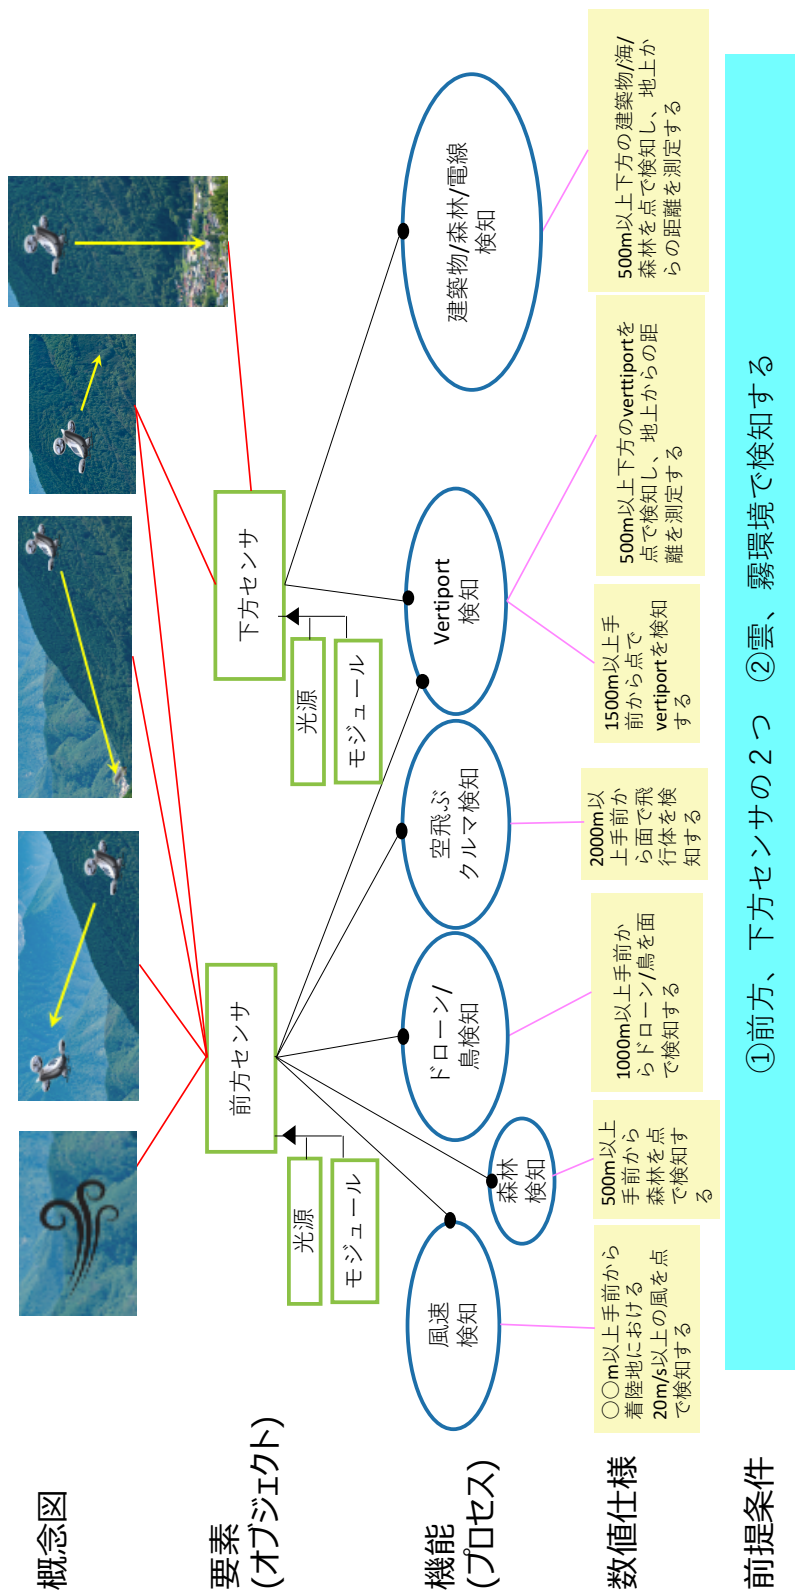 概念図
要素
(オブジェクト)
前方センサ
光源
モジュール
下方センサ
光源
モジュール
機能
(プロセス)
風速
検知
森林
検知
ドローン/
鳥検知
空飛ぶ
クルマ検知
Vertiport
検知
建築物/森林/電線
検知
数値仕様
〇〇m以上手前から
着陸地における
20m/s以上の風を点
で検知する
500m以上
手前から
森林を点
で検知す
る
1000m以上手前か
らドローン/鳥を面
で検知する
2000m以
上手前か
ら面で飛
行体を検
知する
1500m以上手
前から点で
vertiportを検知
する
500m以上下方のverttiportを
点で検知し、地上からの距
離を測定する
500m以上下方の建築物/海/
森林を点で検知し、地上か
らの距離を測定する
前提条件
①前方、下方センサの２つ　②雲、霧環境で検知する